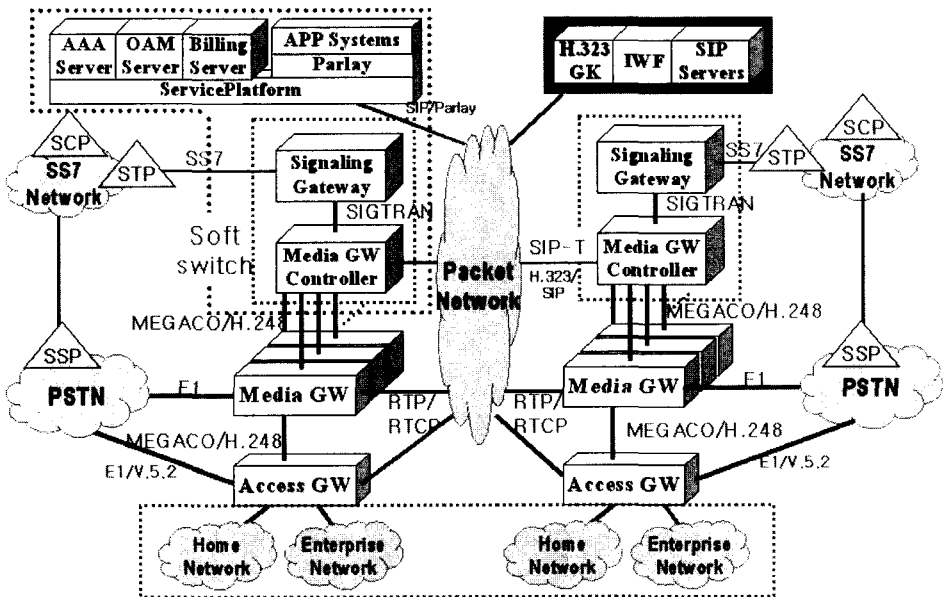 AAA Server
OAM Server
Billing Server
APP Systems
Parlay
ServicePlatform
H.323 GK
IWF
SIP Servers
SIP/Parlay
SCP
SS7 Network
STP
SS7
Signaling Gateway
SIGTRAN
Soft switch
Media GW Controller
Packet Network
SIP-T
H.323/ SIP
Signaling Gateway
SS7
STP
SCP
SS7 Network
SIGTRAN
Media GW Controller
MEGACO/H.248
MEGACO/H.248
SSP
PSTN
E1
Media GW
RTP/ RTCP
RTP/ RTCP
Media GW
E1
SSP
PSTN
MEGACO/H.248
E1/V.5.2
Access GW
MEGACO/H.248
E1/V.5.2
Access GW
Home Network
Enterprise Network
Home Network
Enterprise Network